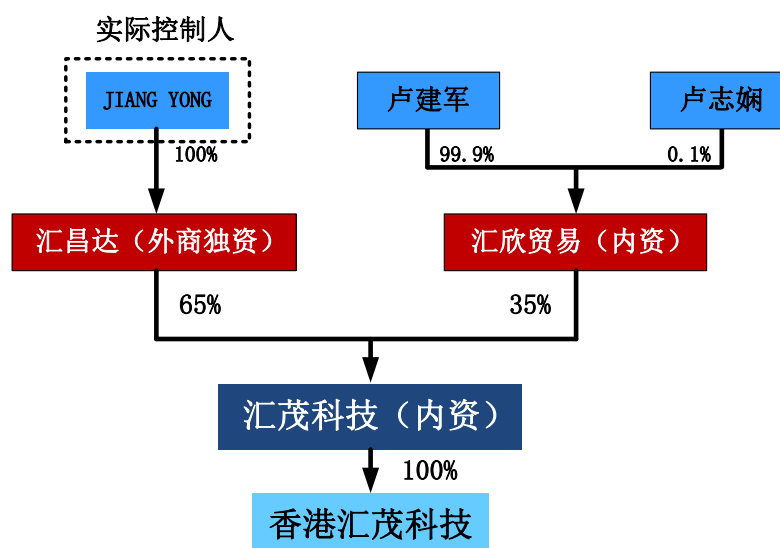 实际控制人
JIANG YONG
卢建军
卢志娴
100%
99.9%
0.1%
汇昌达（外商独资）
汇欣贸易（内资）
65%
35%
汇茂科技（内资）
100%
香港汇茂科技